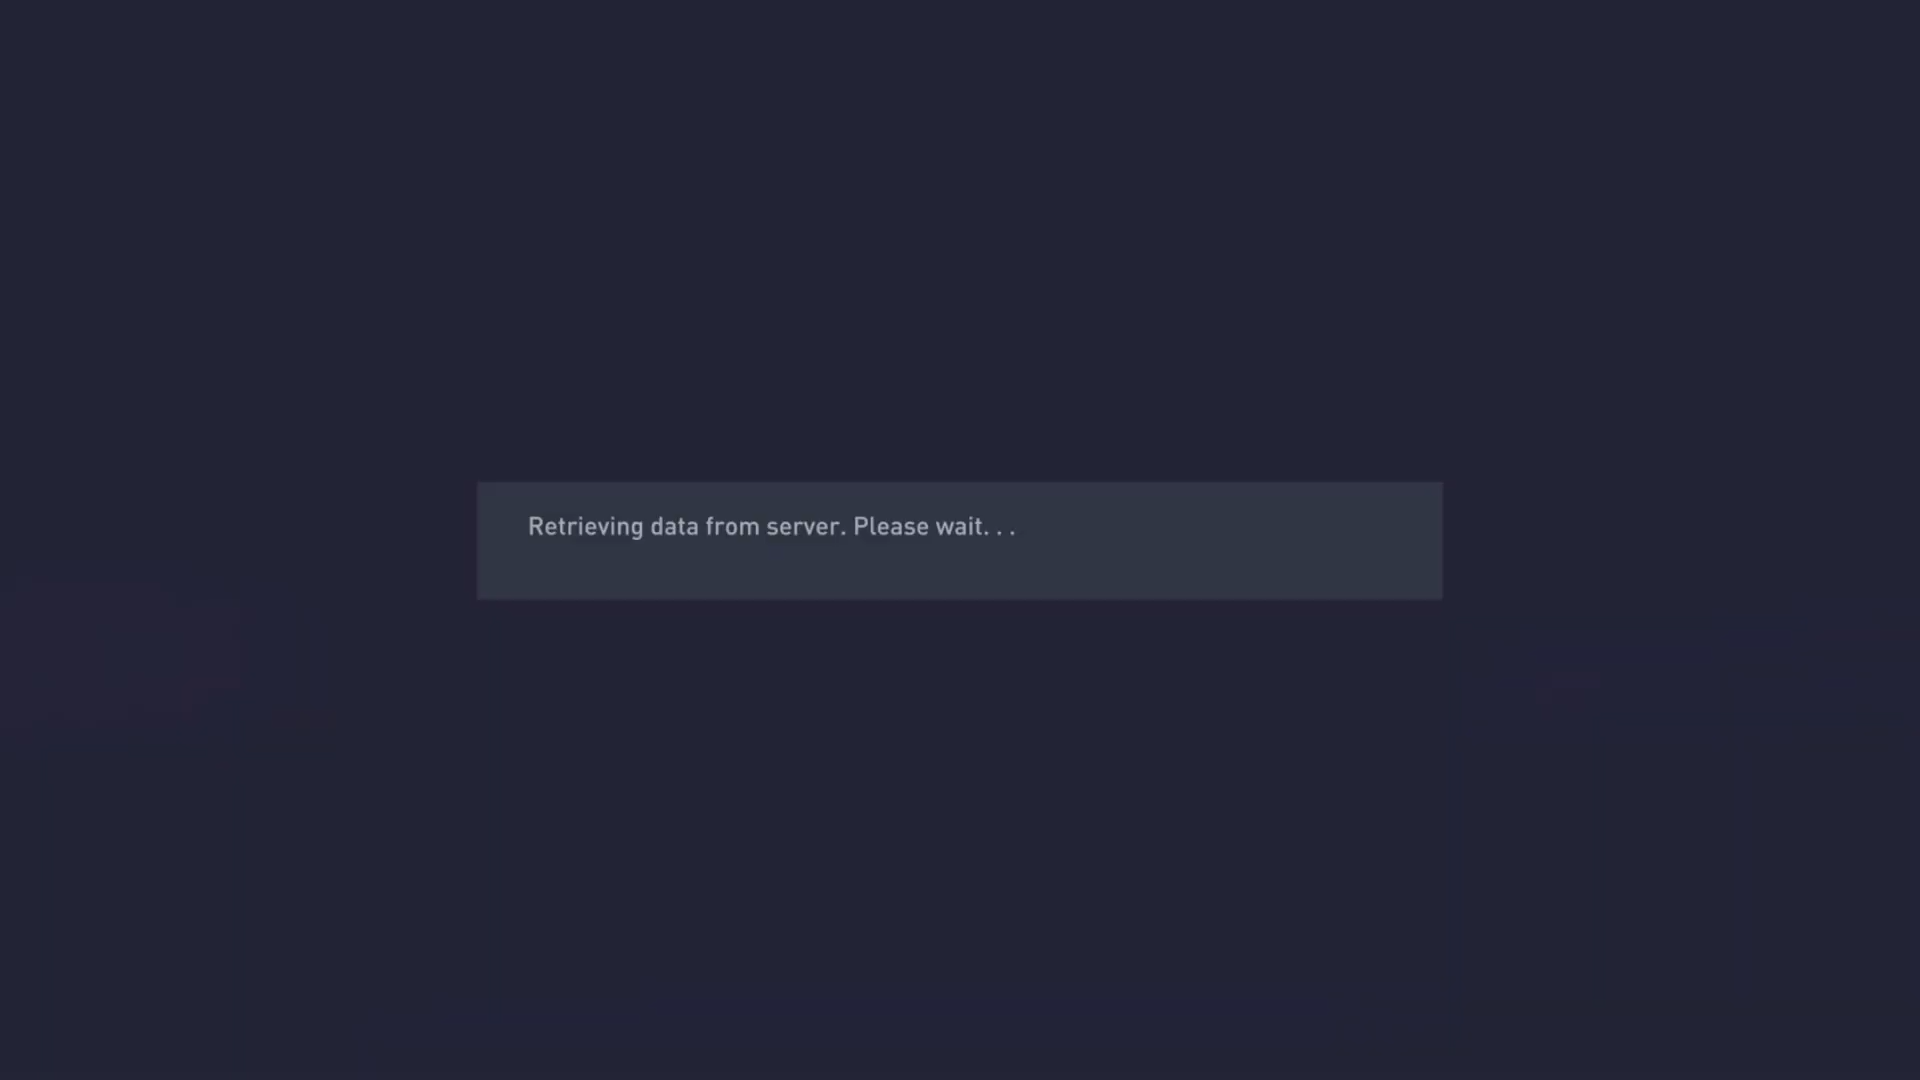 Retrieving data from server. Please wait. . .